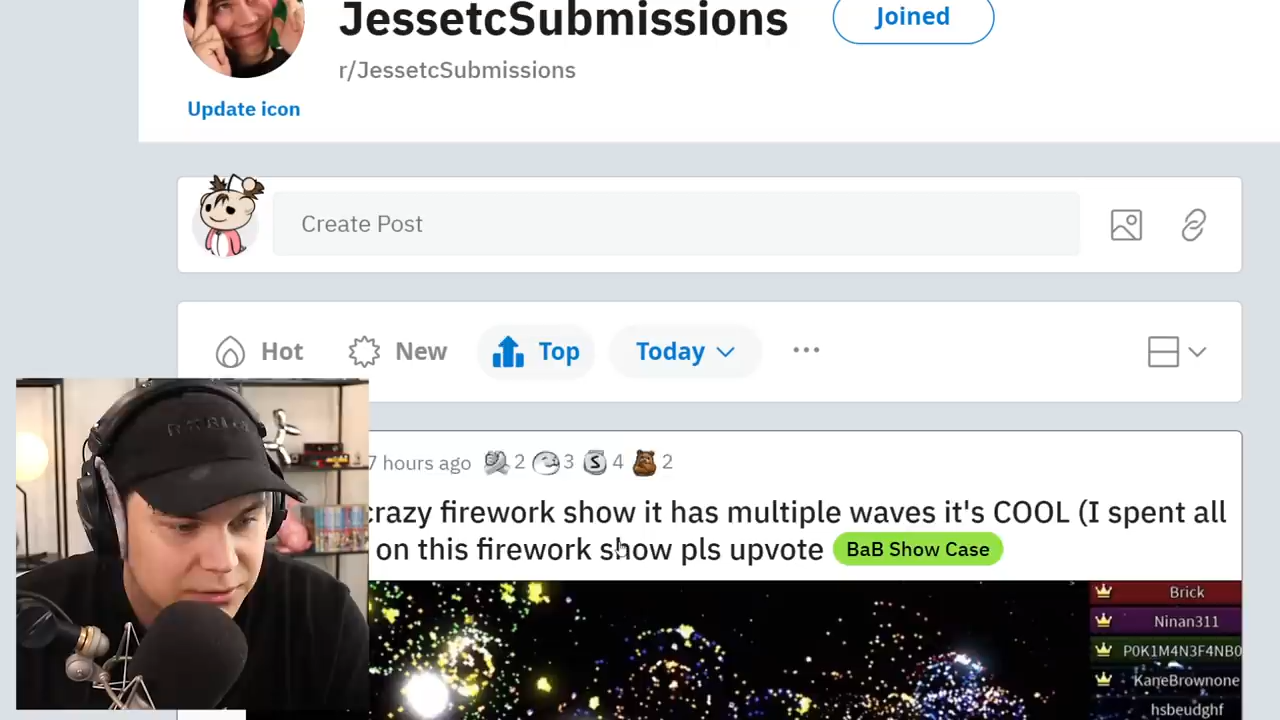 JessetcSubmissions
Joined
r/JessetcSubmissions
Update icon
Create Post
Hot
New
Top
Today
7 hours ago 2 3 S 4 2
crazy firework show it has multiple waves it's COOL (I spent all
on this firework show pls upvote BaB Show Case
Brick
Ninan311
P0K1M4N3F4NB0
KaneBrownone
hsbeudghf